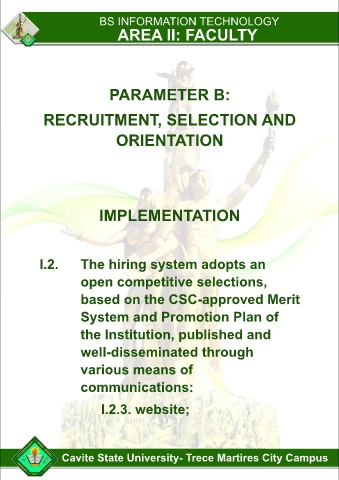 BS INFORMATION TECHNOLOGY
AREA II: FACULTY
PARAMETER B:
RECRUITMENT, SELECTION AND
ORIENTATION
IMPLEMENTATION
I.2. The hiring system adopts an
open competitive selections,
based on the CSC-approved Merit
System and Promotion Plan of
the Institution, published and
well-disseminated through
various means of
communications:
I.2.3. website;
Cavite State University- Trece Martires City Campus